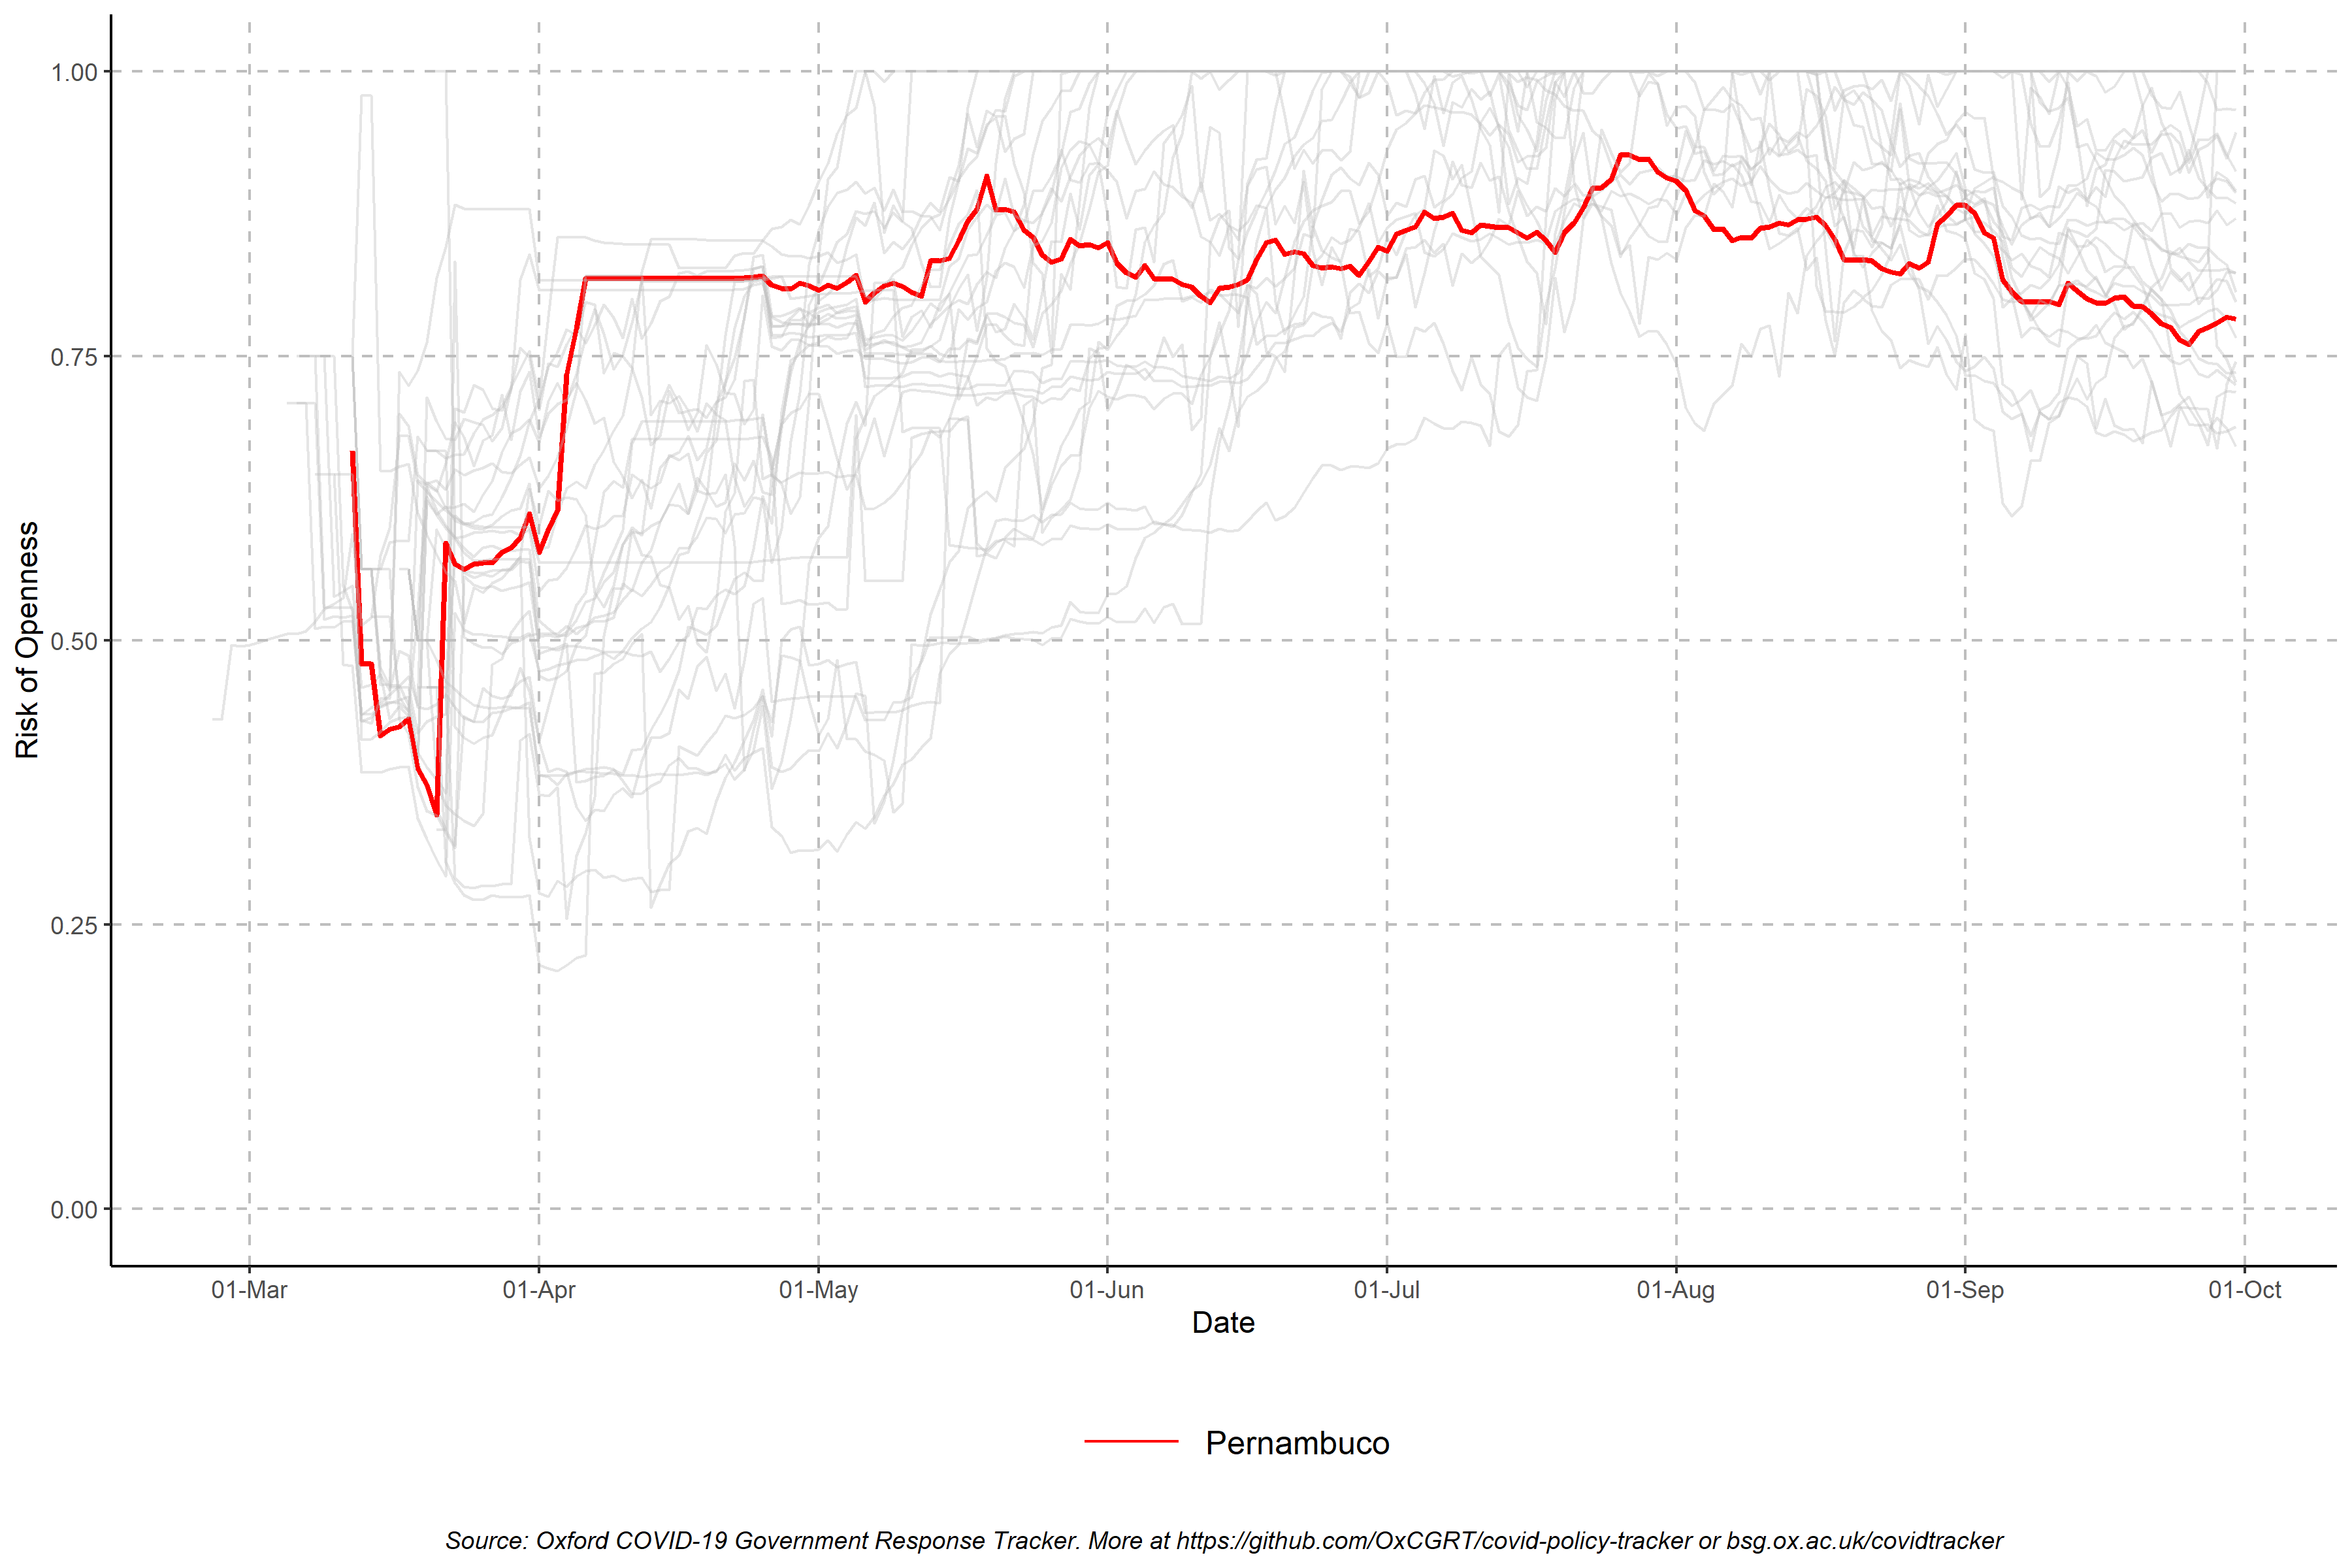 1.00
0.75
0.50
0.25
0.00
Risk of Openness
01-Mar 01-Apr 01-May 01-Jun 01-Jul 01-Aug 01-Sep 01-Oct
Date
Pernambuco
Source: Oxford COVID-19 Government Response Tracker. More at https://github.com/OxCGRT/covid-policy-tracker or bsg.ox.ac.uk/covidtracker